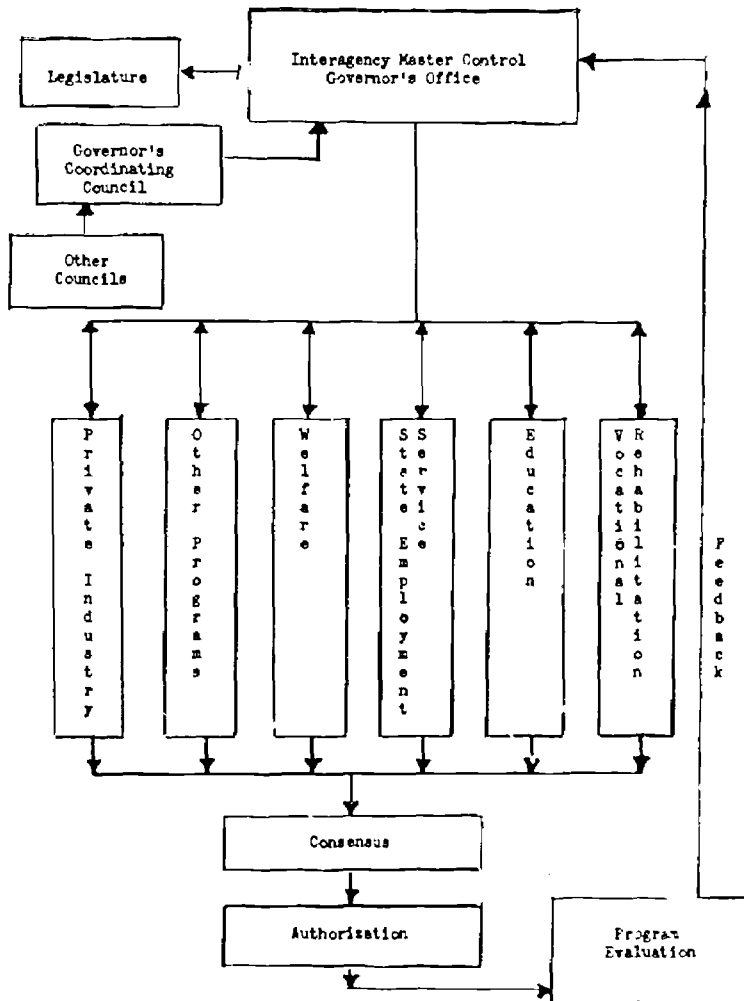 Interagency Master Control
Governor's Office
Legislature
Governor's
Coordinating
Council
Other
Councils
Private Industry
Other Programs
Welfare
State Employment
Service
Education
Vocational
Rehabilitation
Feedback
Consensus
Authorization
Program
Evaluation